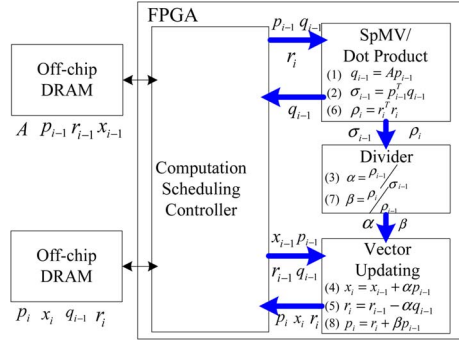 FPGA
Off-chip
DRAM
A p_{i-1} r_{i-1} x_{i-1}
Off-chip
DRAM
p_i x_i q_{i-1} r_i
Computation
Scheduling
Controller
p_{i-1} q_{i-1}
r_i
q_{i-1}
SpMV/
Dot Product
(1) q_{i-1} = Ap_{i-1}
(2) σ_{i-1} = p_{i-1}^T q_{i-1}
(6) ρ_i = r_i^T r_i
σ_{i-1} ρ_i
Divider
(3) α = ρ_{i-1}/σ_{i-1}
(7) β = ρ_i/ρ_{i-1}
α β
x_{i-1} p_{i-1}
r_{i-1} q_{i-1}
p_i x_i r_i
Vector
Updating
(4) x_i = x_{i-1} + αp_{i-1}
(5) r_i = r_{i-1} − αq_{i-1}
(8) p_i = r_i + βp_{i-1}